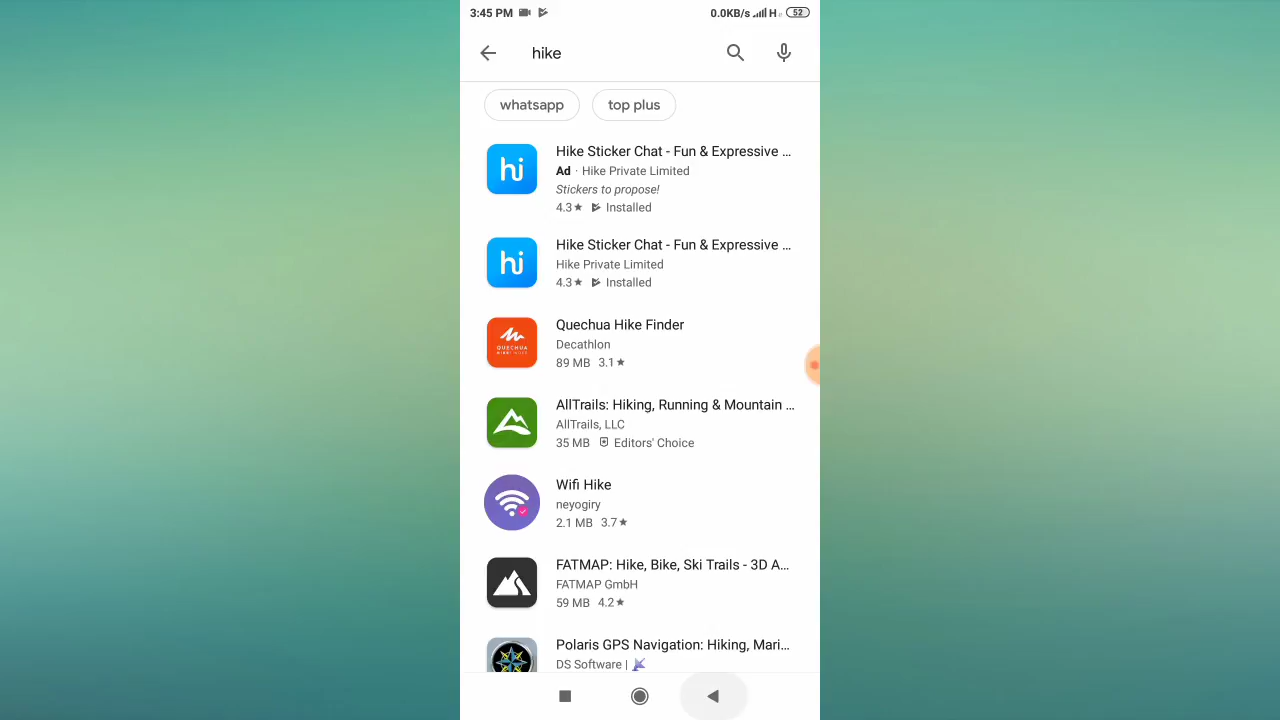 3:45 PM 0.0KB/s H 52
hike
whatsapp top plus
hi
Hike Sticker Chat - Fun & Expressive ...
Ad · Hike Private Limited
Stickers to propose!
4.3★ Installed
hi
Hike Sticker Chat - Fun & Expressive ...
Hike Private Limited
4.3★ Installed
QUECHUA
Quechua Hike Finder
Decathlon
89 MB 3.1★
AllTrails: Hiking, Running & Mountain ...
AllTrails, LLC
35 MB Editors' Choice
Wifi Hike
neyogiry
2.1 MB 3.7★
FATMAP: Hike, Bike, Ski Trails - 3D A...
FATMAP GmbH
59 MB 4.2★
Polaris GPS Navigation: Hiking, Mari...
DS Software |